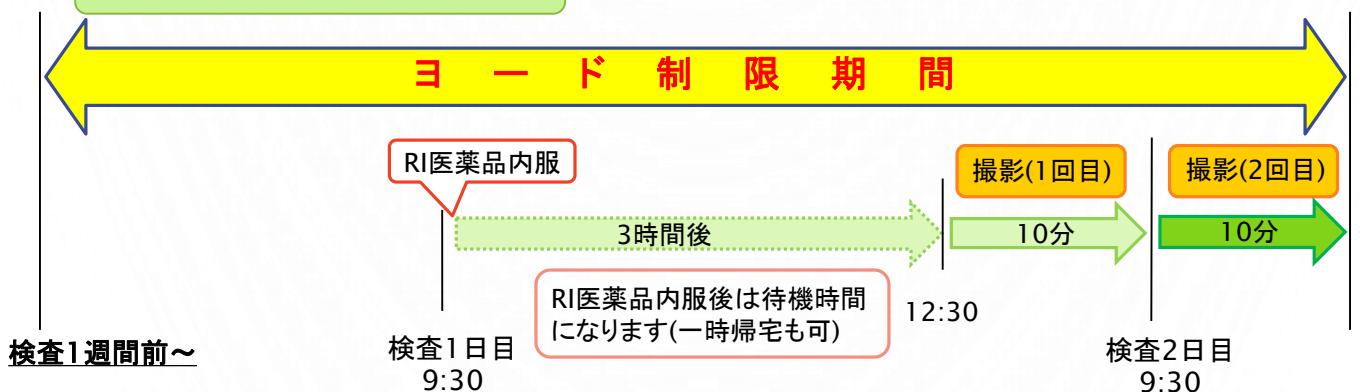 ヨード制限期間
RI医薬品内服
撮影(1回目)
撮影(2回目)
3時間後
10分
10分
RI医薬品内服後は待機時間
になります(一時帰宅も可)
12:30
検査1週間前～
検査1日目
9:30
検査2日目
9:30